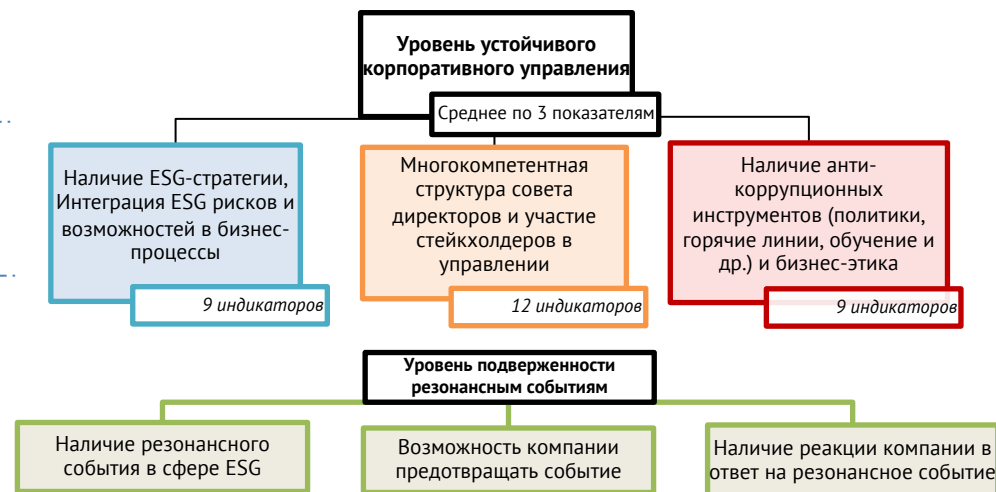 Уровень устойчивого
корпоративного управления
Среднее по 3 показателям
Наличие ESG-стратегии,
Интеграция ESG рисков и
возможностей в бизнес-
процессы
9 индикаторов
Многокомпетентная
структура совета
директоров и участие
стейкхолдеров в
управлении
12 индикаторов
Наличие анти-
коррупционных
инструментов (политики,
горячие линии, обучение и
др.) и бизнес-этика
9 индикаторов
Уровень подверженности
резонансным событиям
Наличие резонансного
события в сфере ESG
Возможность компании
предотвращать событие
Наличие реакции компании в
ответ на резонансное событие